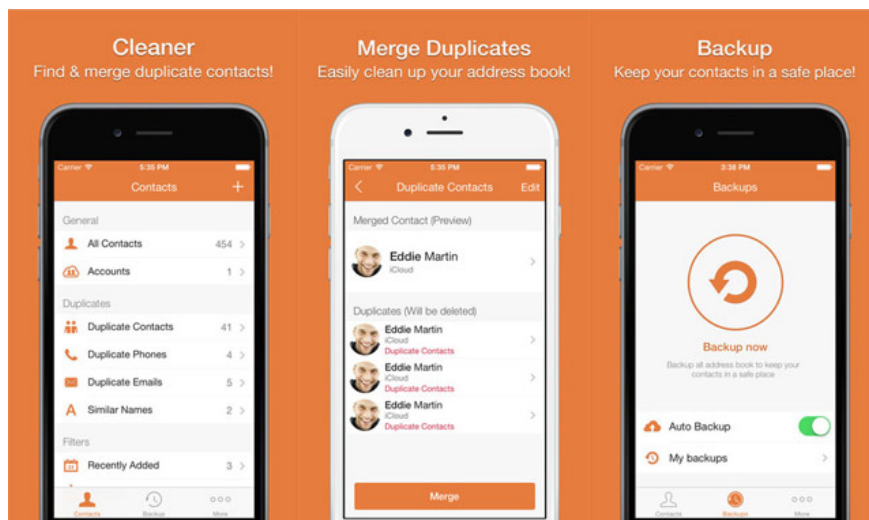 Cleaner
Find & merge duplicate contacts!
Carrier 5:35 PM
Contacts +
General
All Contacts 454 >
Accounts 1 >
Duplicates
Duplicate Contacts 41 >
Duplicate Phones 4 >
Duplicate Emails 5 >
A Similar Names 2 >
Filters
Recently Added 3 >
Contacts Backup More
Merge Duplicates
Easily clean up your address book!
Carrier 5:35 PM
< Duplicate Contacts Edit
Merged Contact (Preview)
Eddie Martin
iCloud
Duplicates (Will be deleted)
Eddie Martin
iCloud
Duplicate Contacts
Eddie Martin
iCloud
Duplicate Contacts
Eddie Martin
iCloud
Duplicate Contacts
Merge
Backup
Keep your contacts in a safe place!
Carrier 3:38 PM
Backups
Backup now
Backup all address book to keep your
contacts in a safe place
Auto Backup
My backups >
Contacts Backups More